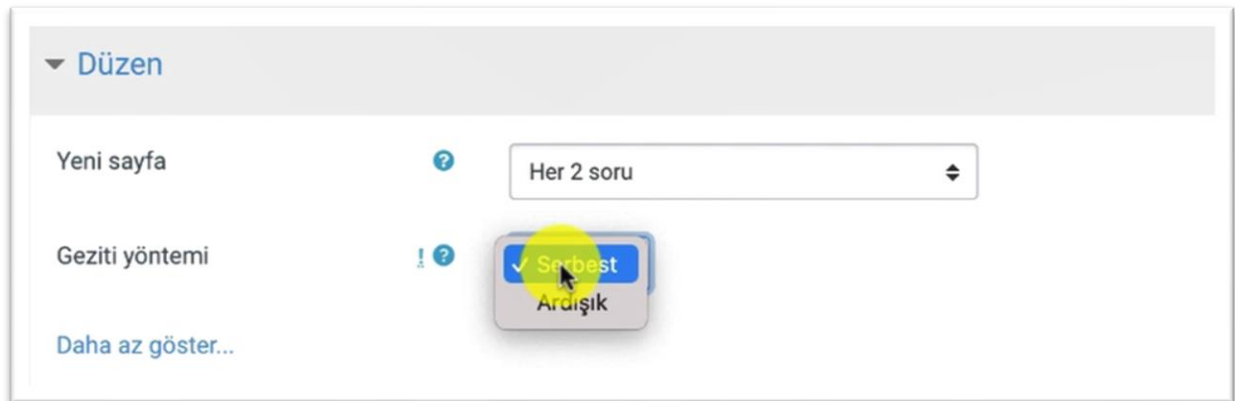 Düzen
Yeni sayfa
Her 2 soru
Geziti yöntemi
!
Serbest
Ardışık
Daha az göster...